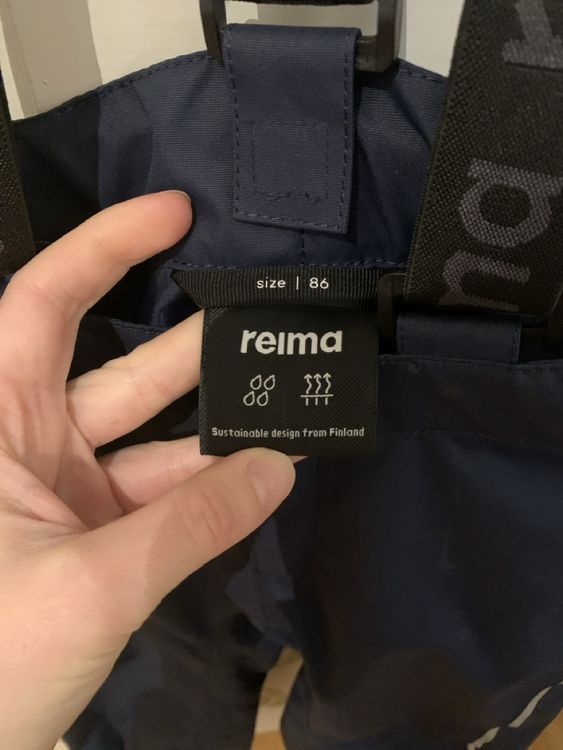 size | 86
reima
Sustainable design from Finland